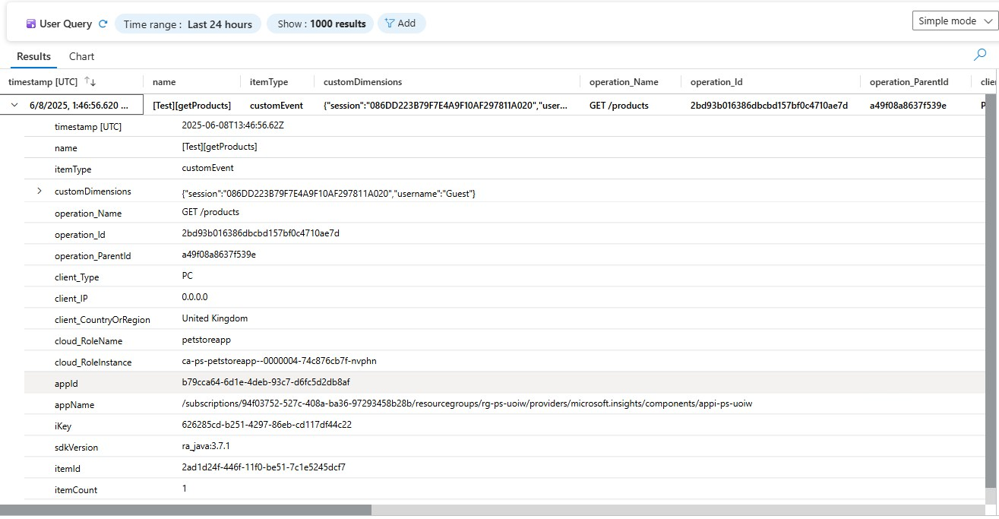 User Query Time range : Last 24 hours Show : 1000 results Add Simple mode
Results Chart
timestamp [UTC] name itemType customDimensions operation_Name operation_Id operation_ParentId clie
6/8/2025, 1:46:56.620 ... [Test][getProducts] customEvent {"session":"086DD223B79F7E4A9F10AF297811A020","user... GET /products 2bd93b016386dbcbd157bf0c4710ae7d a49f08a8637f539e P
timestamp [UTC] 2025-06-08T13:46:56.62Z
name [Test][getProducts]
itemType customEvent
customDimensions {"session":"086DD223B79F7E4A9F10AF297811A020","username":"Guest"}
operation_Name GET /products
operation_Id 2bd93b016386dbcbd157bf0c4710ae7d
operation_ParentId a49f08a8637f539e
client_Type PC
client_IP 0.0.0.0
client_CountryOrRegion United Kingdom
cloud_RoleName petstoreapp
cloud_RoleInstance ca-ps-petstoreapp--0000004-74c876cb7f-nvphn
appId b79cca64-6d1e-4deb-93c7-d6fc5d2db8af
appName /subscriptions/94f03752-527c-408a-ba36-97293458b28b/resourcegroups/rg-ps-uoiw/providers/microsoft.insights/components/appi-ps-uoiw
iKey 626285cd-b251-4297-86eb-cd117df44c22
sdkVersion ra_java:3.7.1
itemId 2ad1d24f-446f-11f0-be51-7c1e5245dcf7
itemCount 1